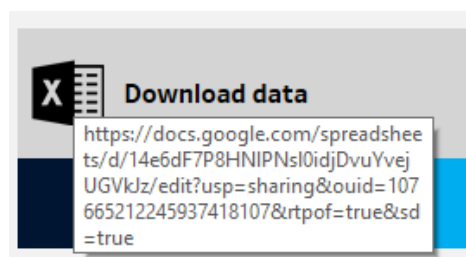 X
Download data
https://docs.google.com/spreadshee
ts/d/14e6dF7P8HNIPNsl0idjDvuYvej
UGVkJz/edit?usp=sharing&ouid=107
665212245937418107&rtpof=true&sd
=true